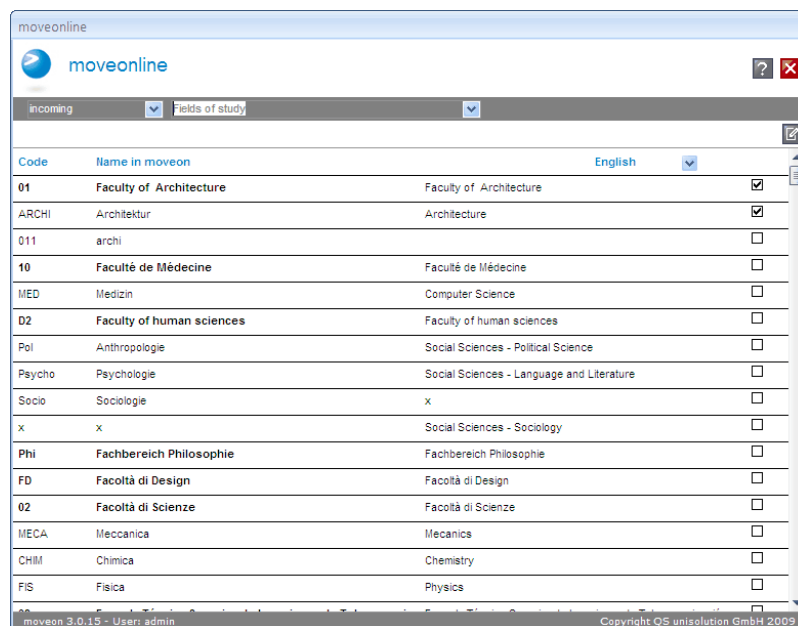 moveonline
moveonline
?
incoming Fields of study
Code Name in moveon English
01 Faculty of Architecture Faculty of Architecture
ARCHI Architektur Architecture
011 archi
10 Faculté de Médecine Faculté de Médecine
MED Medizin Computer Science
D2 Faculty of human sciences Faculty of human sciences
Pol Anthropologie Social Sciences - Political Science
Psycho Psychologie Social Sciences - Language and Literature
Socio Sociologie x
x x Social Sciences - Sociology
Phi Fachbereich Philosophie Fachbereich Philosophie
FD Facoltà di Design Facoltà di Design
02 Facoltà di Scienze Facoltà di Scienze
MECA Meccanica Mecanics
CHIM Chimica Chemistry
FIS Fisica Physics
moveon 3.0.15 - User: admin Copyright QS unisolution GmbH 2009